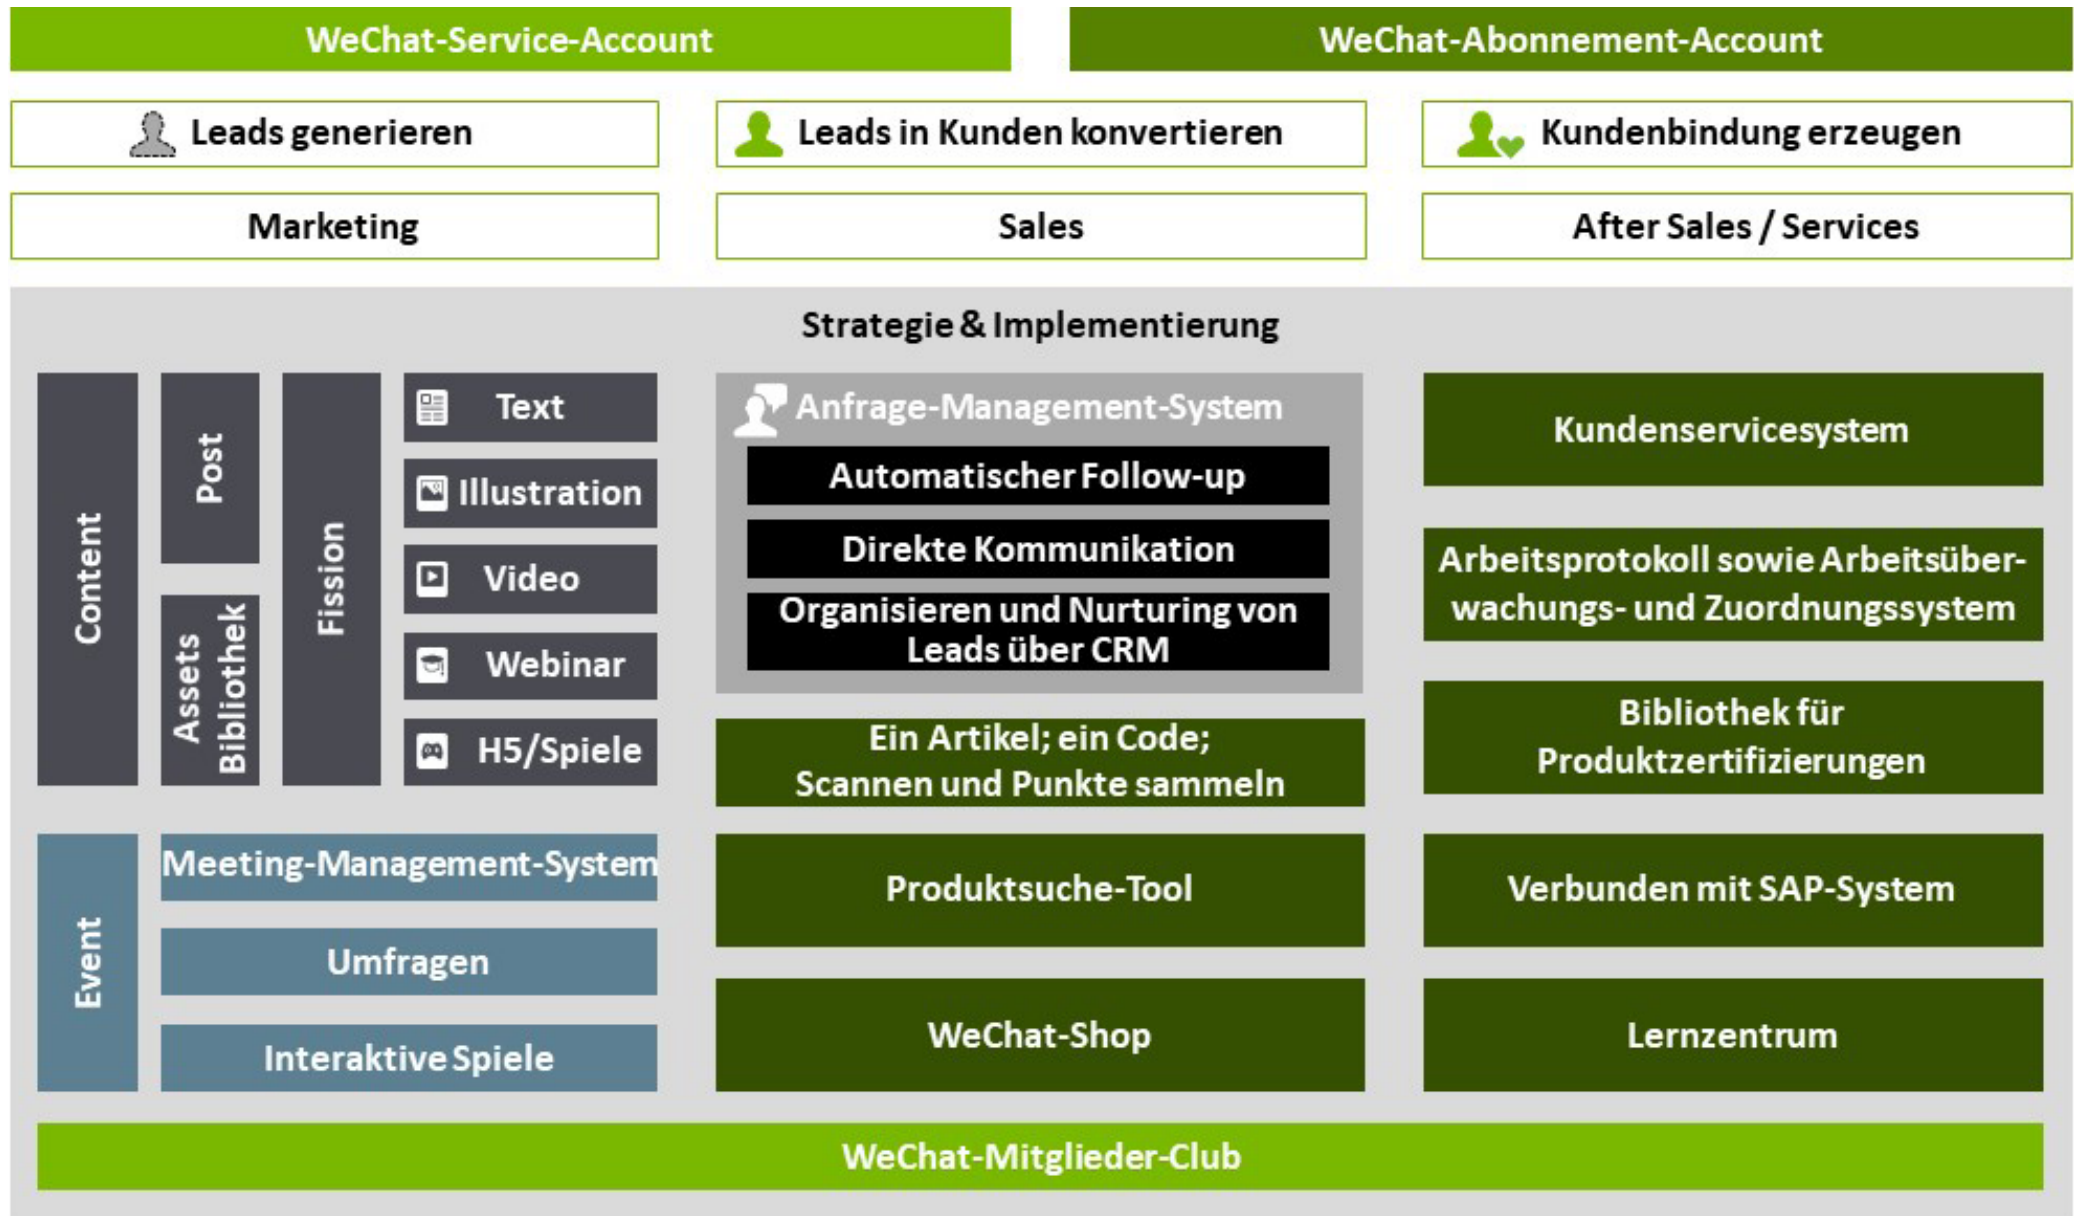 WeChat-Service-Account
WeChat-Abonnement-Account
Leads generieren
Leads in Kunden konvertieren
Kundenbindung erzeugen
Marketing
Sales
After Sales / Services
Strategie & Implementierung
Content
Post
Assets
Bibliothek
Fission
Text
Illustration
Video
Webinar
H5/Spiele
Event
Meeting-Management-System
Umfragen
Interaktive Spiele
Anfrage-Management-System
Automatischer Follow-up
Direkte Kommunikation
Organisieren und Nurturing von
Leads über CRM
Ein Artikel; ein Code;
Scannen und Punkte sammeln
Produktsuche-Tool
WeChat-Shop
Kundenservicesystem
Arbeitsprotokoll sowie Arbeitsüber-
wachungs- und Zuordnungssystem
Bibliothek für
Produktzertifizierungen
Verbunden mit SAP-System
Lernzentrum
WeChat-Mitglieder-Club